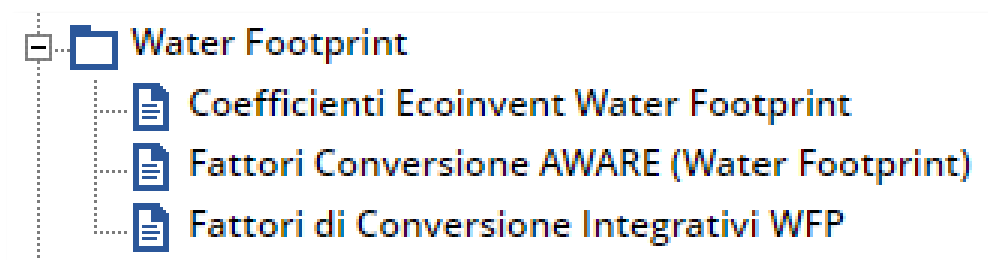 Water Footprint
Coefficienti Ecoinvent Water Footprint
Fattori Conversione AWARE (Water Footprint)
Fattori di Conversione Integrativi WFP